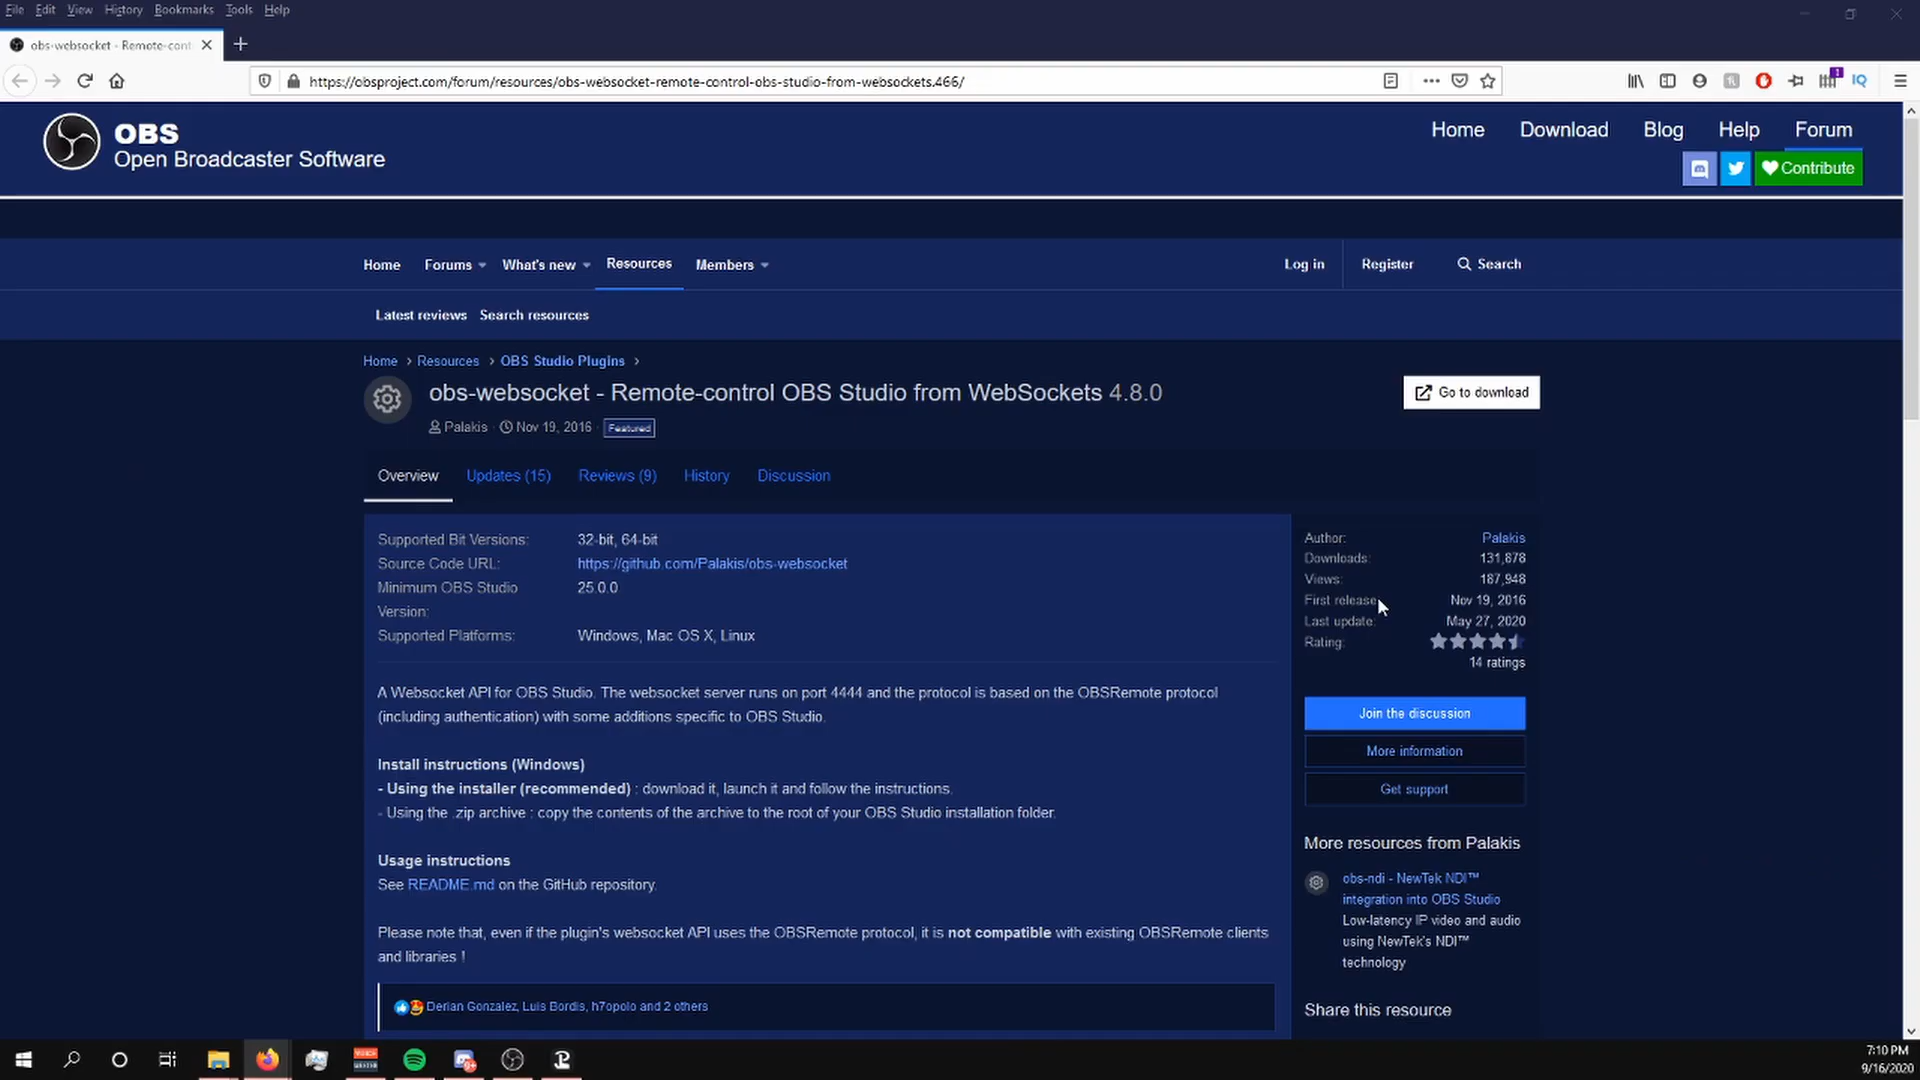 File Edit View History Bookmarks Tools Help
obs-websocket - Remote-cont
https://obsproject.com/forum/resources/obs-websocket-remote-control-obs-studio-from-websockets.466/
OBS
Open Broadcaster Software
Home Download Blog Help Forum
Contribute
Home Forums What's new Resources Members Log in Register Search
Latest reviews Search resources
Home › Resources › OBS Studio Plugins ›
obs-websocket - Remote-control OBS Studio from WebSockets 4.8.0
Go to download
Palakis · Nov 19, 2016 · Featured
Overview Updates (15) Reviews (9) History Discussion
Supported Bit Versions: 32-bit, 64-bit
Source Code URL: https://github.com/Palakis/obs-websocket
Minimum OBS Studio 25.0.0
Version:
Supported Platforms: Windows, Mac OS X, Linux
A Websocket API for OBS Studio. The websocket server runs on port 4444 and the protocol is based on the OBSRemote protocol
(including authentication) with some additions specific to OBS Studio.
Install instructions (Windows)
- Using the installer (recommended) : download it, launch it and follow the instructions.
- Using the .zip archive : copy the contents of the archive to the root of your OBS Studio installation folder.
Usage instructions
See README.md on the GitHub repository.
Please note that, even if the plugin's websocket API uses the OBSRemote protocol, it is not compatible with existing OBSRemote clients
and libraries !
Derian Gonzalez, Luis Bordis, h7opolo and 2 others
Author: Palakis
Downloads: 131,878
Views: 187,948
First release: Nov 19, 2016
Last update: May 27, 2020
Rating:
14 ratings
Join the discussion
More information
Get support
More resources from Palakis
obs-ndi - NewTek NDI™
integration into OBS Studio
Low-latency IP video and audio
using NewTek's NDI™
technology
Share this resource
7:10 PM
9/16/2020